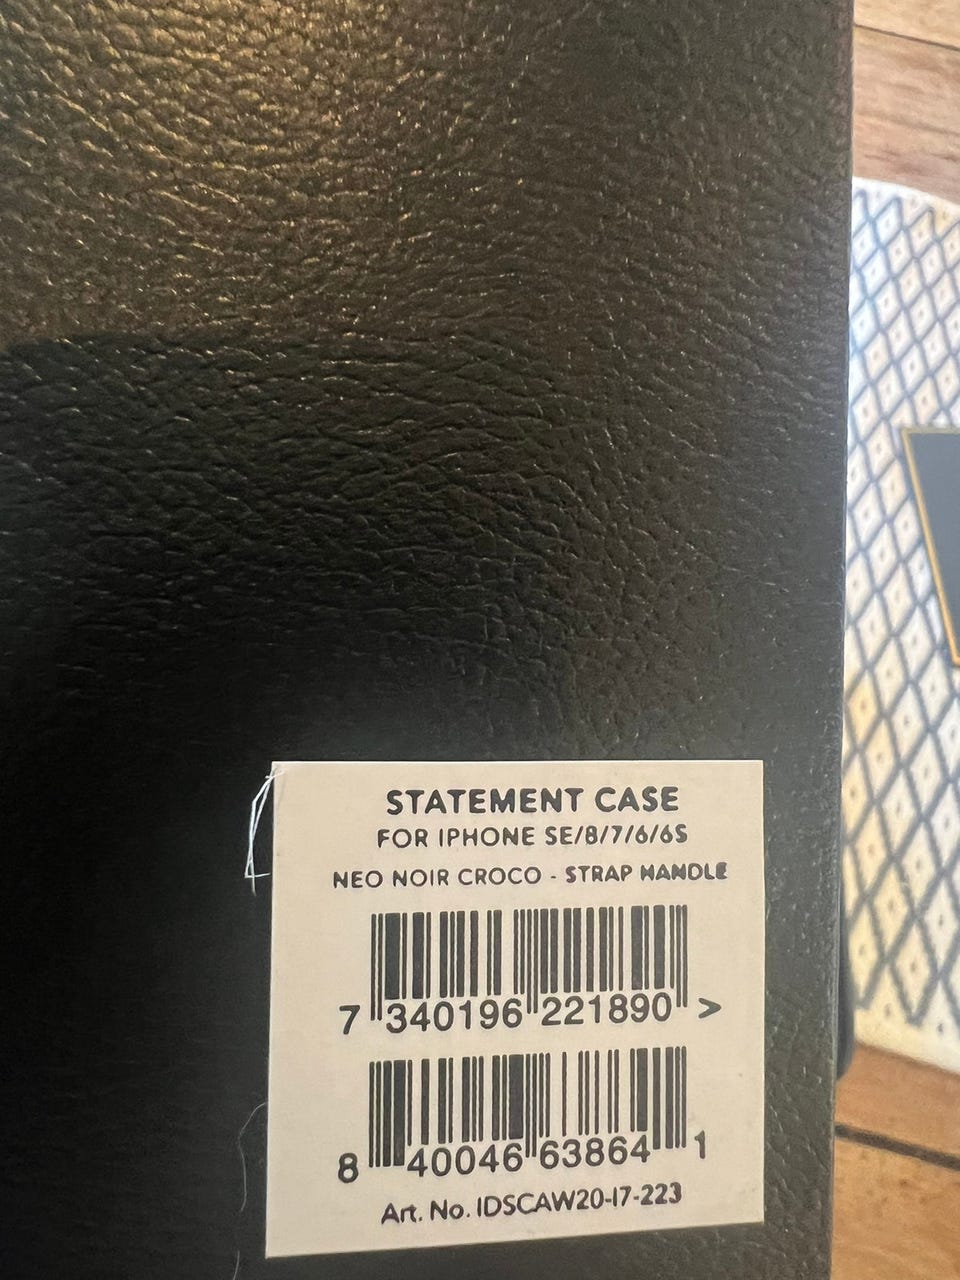 STATEMENT CASE
FOR IPHONE SE/8/7/6/6S
NEO NOIR CROCO - STRAP HANDLE
7 340196 221890 >
8 40046 63864 1
Art. No. IDSCAW20-I7-223